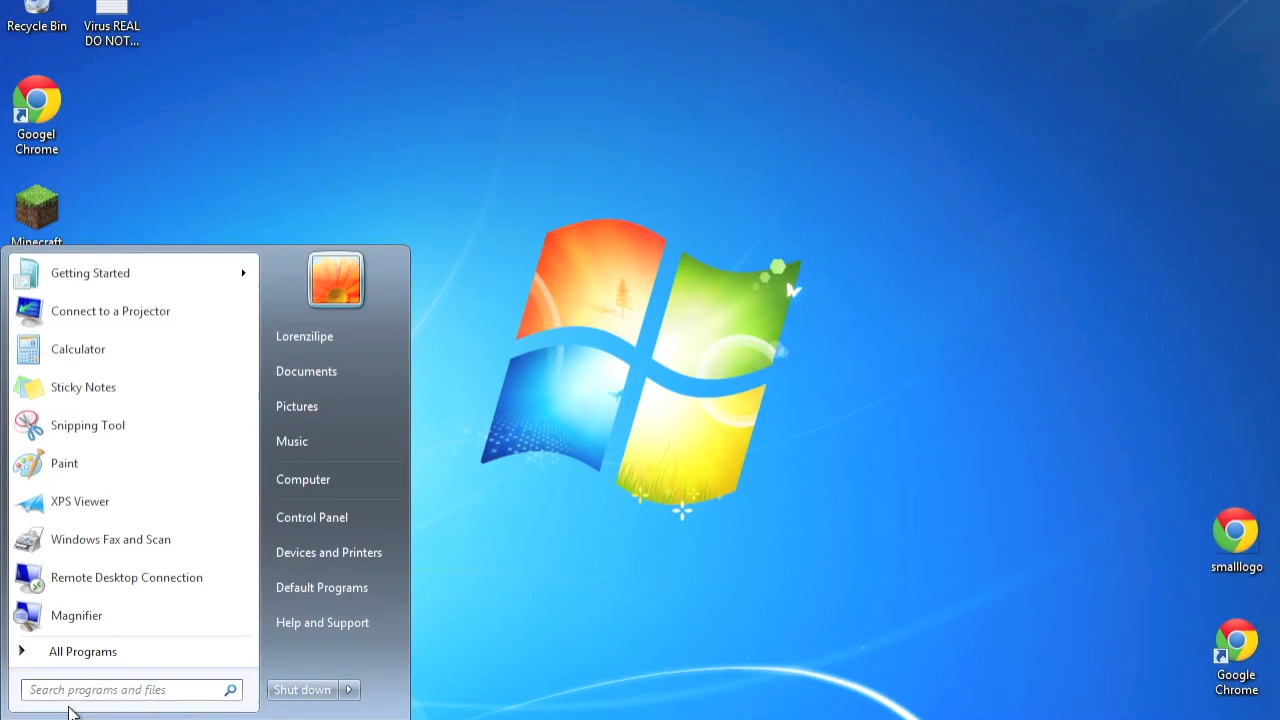 Recycle Bin
Virus REAL
DO NOT...
Googel
Chrome
Minecraft
Getting Started
Connect to a Projector
Calculator
Sticky Notes
Snipping Tool
Paint
XPS Viewer
Windows Fax and Scan
Remote Desktop Connection
Magnifier
All Programs
Search programs and files
Lorenzilipe
Documents
Pictures
Music
Computer
Control Panel
Devices and Printers
Default Programs
Help and Support
Shut down
smalllogo
Google
Chrome